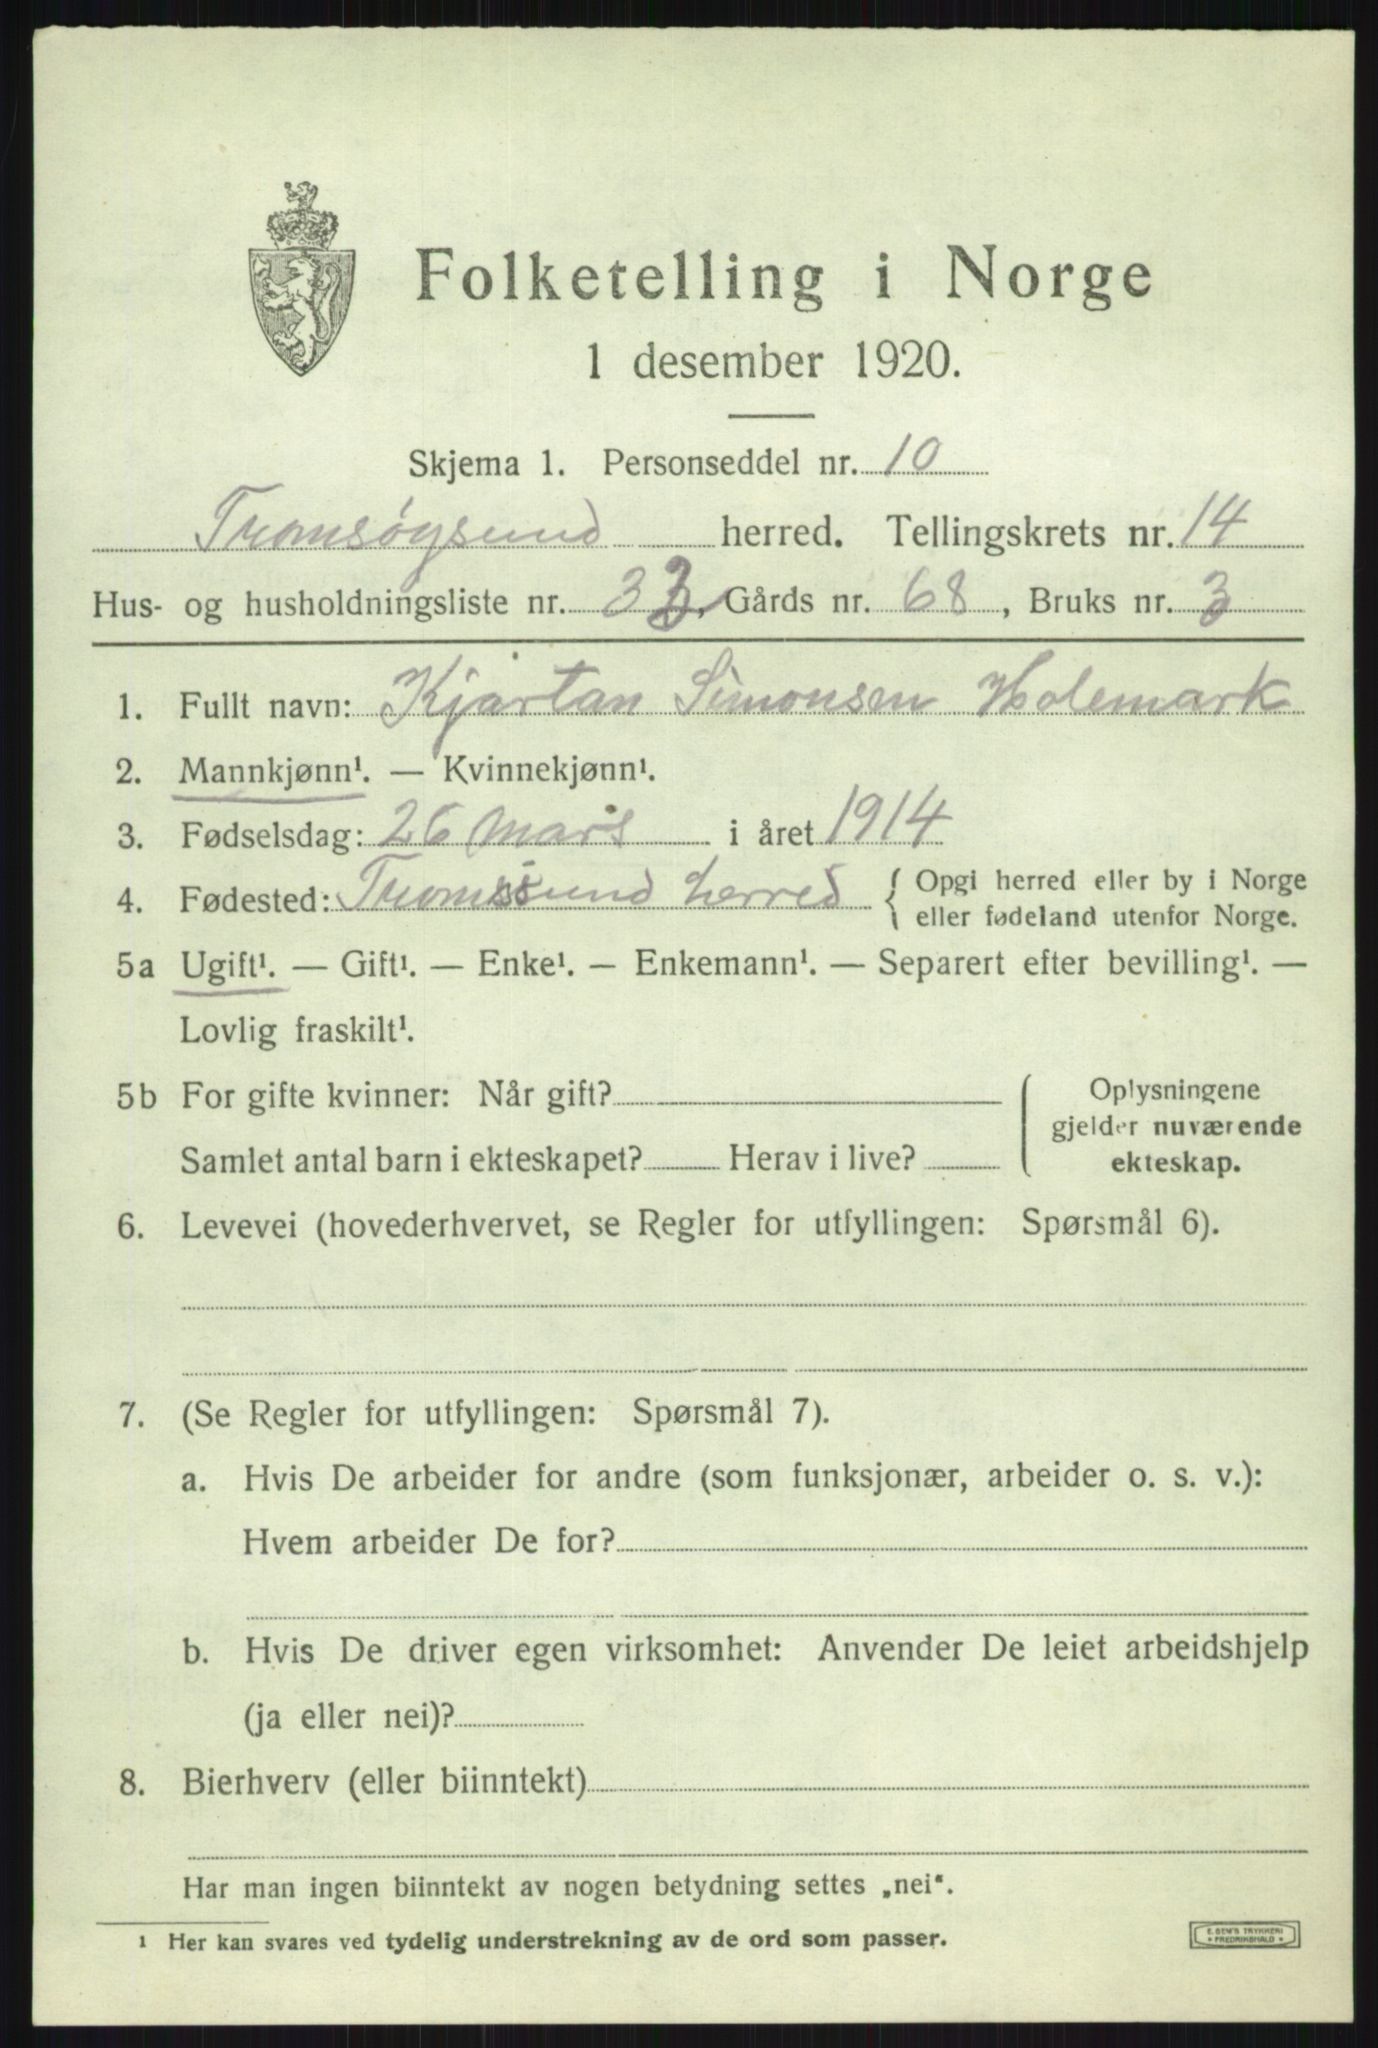 Folketelling i Norge
1 desember 1920.
Skjema 1. Personseddel nr. 10
Tromsøysund herred. Tellingskrets nr. 14
Hus- og husholdningsliste nr. 33, Gårds nr. 68, Bruks nr. 3
1. Fullt navn: Kjartan Simonsen Holemark
2. Mannkjønn¹. — Kvinnekjønn¹.
3. Fødselsdag: 26 mars i året 1914
4. Fødested: Tromssund herred { Opgi herred eller by i Norge
eller fødeland utenfor Norge.
5a Ugift¹. — Gift¹. — Enke¹. — Enkemann¹. — Separert efter bevilling¹. —
Lovlig fraskilt¹.
5b For gifte kvinner: Når gift?
Samlet antal barn i ekteskapet? Herav i live?
Oplysningene
gjelder nuværende
ekteskap.
6. Levevei (hovederhvervet, se Regler for utfyllingen: Spørsmål 6).
7. (Se Regler for utfyllingen: Spørsmål 7).
a. Hvis De arbeider for andre (som funksjonær, arbeider o. s. v.):
Hvem arbeider De for?
b. Hvis De driver egen virksomhet: Anvender De leiet arbeidshjelp
(ja eller nei)?
8. Bierhverv (eller biinntekt)
Har man ingen biinntekt av nogen betydning settes „nei“.
¹ Her kan svares ved tydelig understrekning av de ord som passer.
E. SEM'S TRYKKERI
• FREDRIKSHALD •